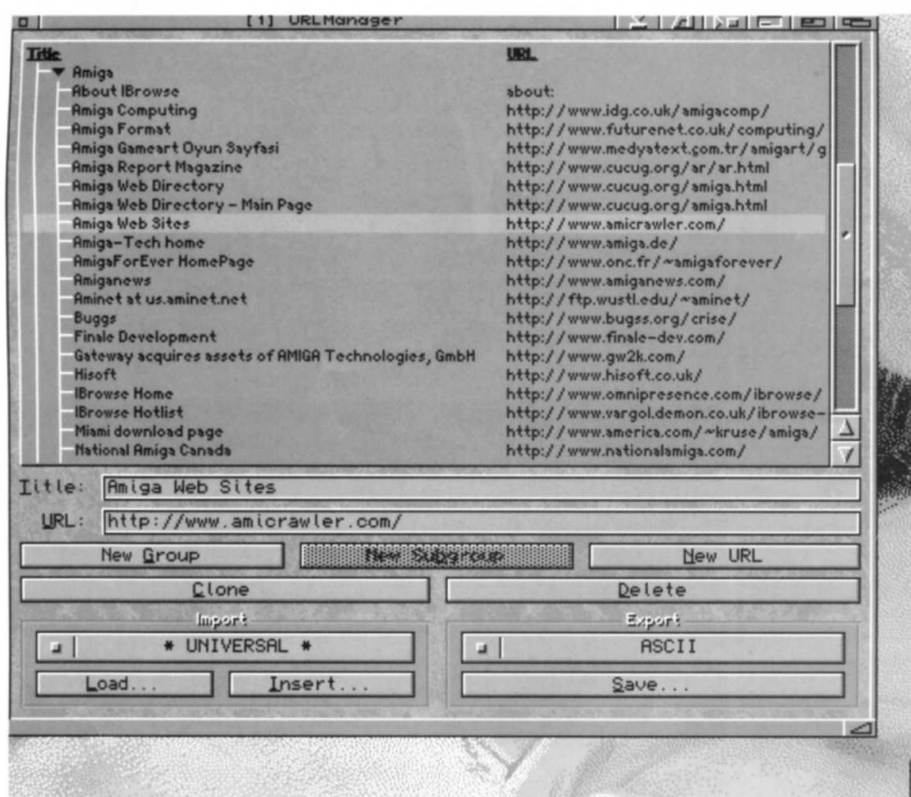 [1] URLManager
Title URL
Amiga
About IBrowse about:
Amiga Computing http://www.idg.co.uk/amigacomp/
Amiga Format http://www.futurenet.co.uk/computing/
Amiga Gameart Oyun Sayfasi http://www.medyatext.com.tr/amigart/g
Amiga Report Magazine http://www.cucug.org/ar/ar.html
Amiga Web Directory http://www.cucug.org/amiga.html
Amiga Web Directory - Main Page http://www.cucug.org/amiga.html
Amiga Web Sites http://www.amicrawler.com/
Amiga-Tech home http://www.amiga.de/
AmigaForEver HomePage http://www.onc.fr/~amigaforever/
Amiganews http://www.amiganews.com/
Aminet at us.aminet.net http://ftp.wustl.edu/~aminet/
Buggs http://www.bugss.org/crise/
Finale Development http://www.finale-dev.com/
Gateway acquires assets of AMIGA Technologies, GmbH http://www.gw2k.com/
Hisoft http://www.hisoft.co.uk/
IBrowse Home http://www.omnipresence.com/ibrowse/
IBrowse Hotlist http://www.vargol.demon.co.uk/ibrowse-
Miami download page http://www.america.com/~kruse/amiga/
National Amiga Canada http://www.nationalamiga.com/
Title: Amiga Web Sites
URL: http://www.amicrawler.com/
New Group New Subgroup New URL
Clone Delete
Import Export
* UNIVERSAL * ASCII
Load... Insert... Save...